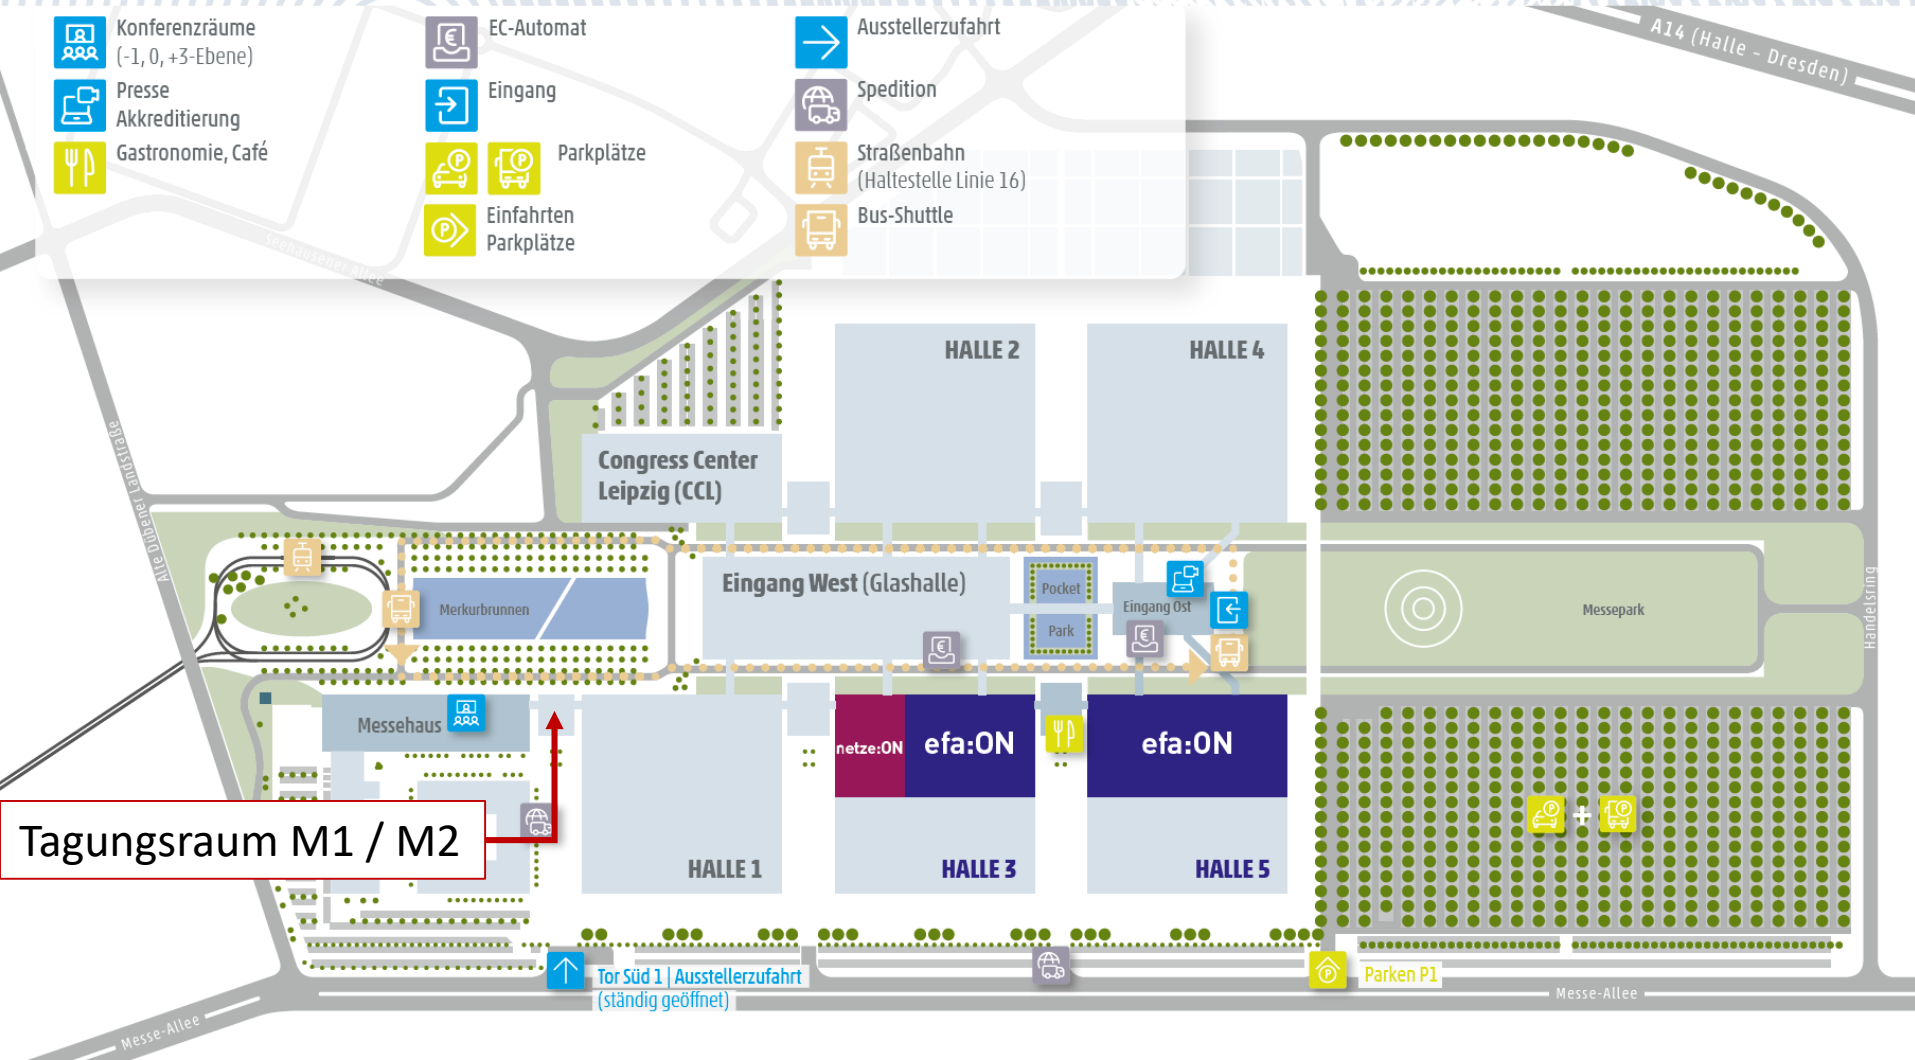 Konferenzräume
(-1, 0, +3-Ebene)
Presse
Akkreditierung
Gastronomie, Café
EC-Automat
Eingang
Parkplätze
Einfahrten
Parkplätze
Ausstellerzufahrt
Spedition
Straßenbahn
(Haltestelle Linie 16)
Bus-Shuttle
A14 (Halle – Dresden)
Seehausener Allee
HALLE 2
HALLE 4
Congress Center
Leipzig (CCL)
Alte Dübener Landstraße
Eingang West (Glashalle)
Merkurbrunnen
Pocket
Park
Eingang Ost
Messepark
Handelsring
Messehaus
netze:ON
efa:ON
efa:ON
Tagungsraum M1 / M2
HALLE 1
HALLE 3
HALLE 5
Tor Süd 1 | Ausstellerzufahrt
(ständig geöffnet)
Parken P1
Messe-Allee
Messe-Allee